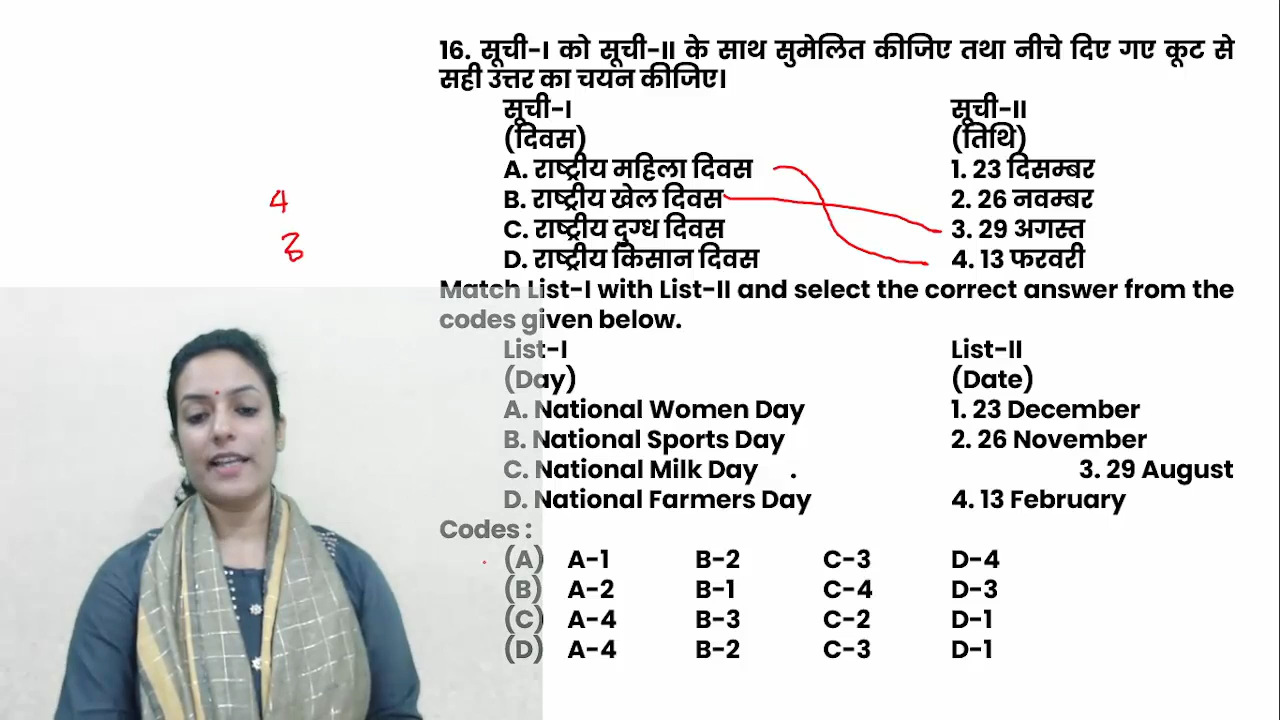 16. सूची-I को सूची-II के साथ सुमेलित कीजिए तथा नीचे दिए गए कूट से
सही उत्तर का चयन कीजिए।
सूची-I सूची-II
(दिवस) (तिथि)
A. राष्ट्रीय महिला दिवस 1. 23 दिसम्बर
B. राष्ट्रीय खेल दिवस 2. 26 नवम्बर
C. राष्ट्रीय दुग्ध दिवस 3. 29 अगस्त
D. राष्ट्रीय किसान दिवस 4. 13 फरवरी
4
3
Match List-I with List-II and select the correct answer from the
codes given below.
List-I List-II
(Day) (Date)
A. National Women Day 1. 23 December
B. National Sports Day 2. 26 November
C. National Milk Day . 3. 29 August
D. National Farmers Day 4. 13 February
Codes :
(A) A-1 B-2 C-3 D-4
(B) A-2 B-1 C-4 D-3
(C) A-4 B-3 C-2 D-1
(D) A-4 B-2 C-3 D-1